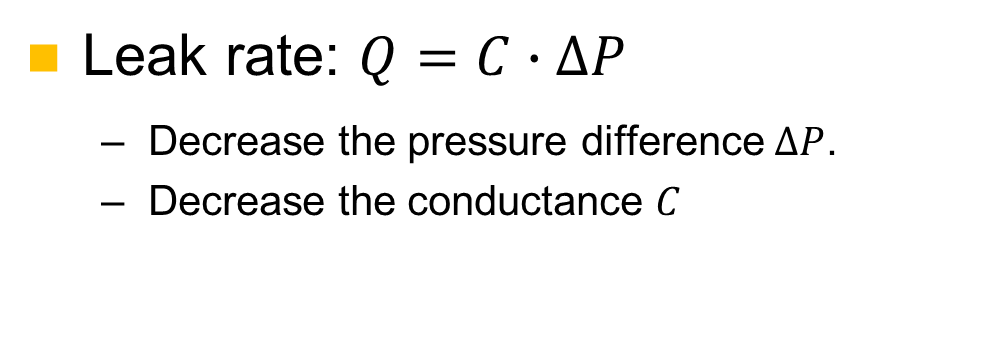 Leak rate: Q = C · ΔP
– Decrease the pressure difference ΔP.
– Decrease the conductance C